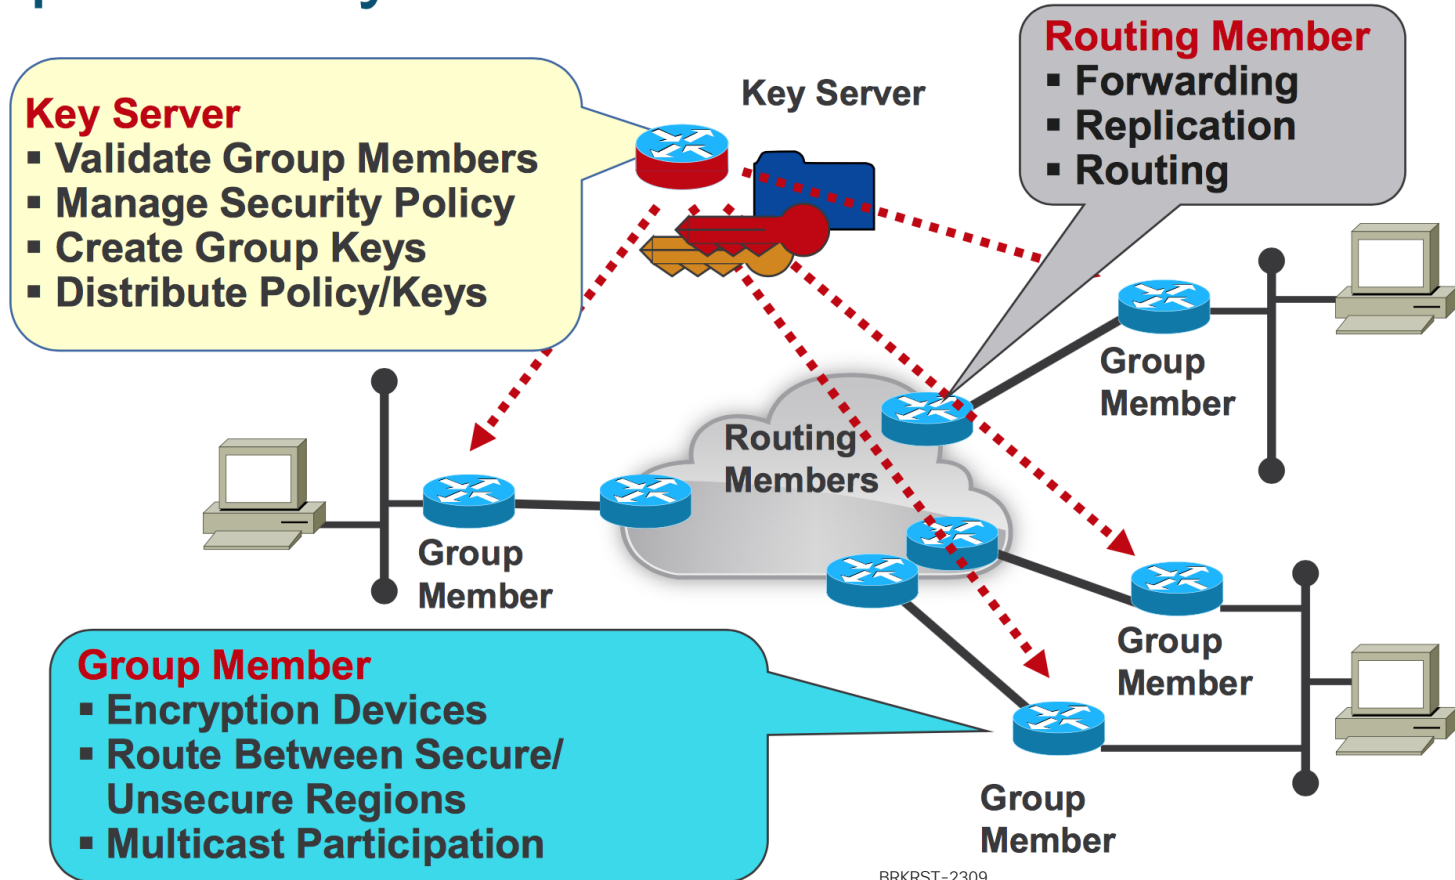 Key Server
▪ Validate Group Members
▪ Manage Security Policy
▪ Create Group Keys
▪ Distribute Policy/Keys
Key Server
Routing Member
▪ Forwarding
▪ Replication
▪ Routing
Group
Member
Routing
Members
Group
Member
Group
Member
Group
Member
Group Member
▪ Encryption Devices
▪ Route Between Secure/
Unsecure Regions
▪ Multicast Participation
BRKRST-2309